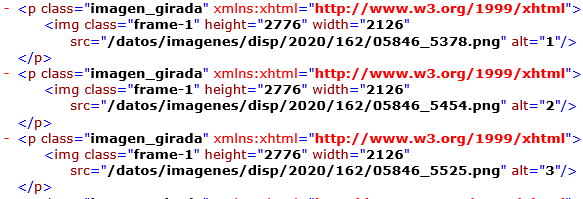 - <p class="imagen_girada" xmlns:xhtml="http://www.w3.org/1999/xhtml">
<img class="frame-1" height="2776" width="2126"
src="/datos/imagenes/disp/2020/162/05846_5378.png" alt="1"/>
</p>
- <p class="imagen_girada" xmlns:xhtml="http://www.w3.org/1999/xhtml">
<img class="frame-1" height="2776" width="2126"
src="/datos/imagenes/disp/2020/162/05846_5454.png" alt="2"/>
</p>
- <p class="imagen_girada" xmlns:xhtml="http://www.w3.org/1999/xhtml">
<img class="frame-1" height="2776" width="2126"
src="/datos/imagenes/disp/2020/162/05846_5525.png" alt="3"/>
</p>